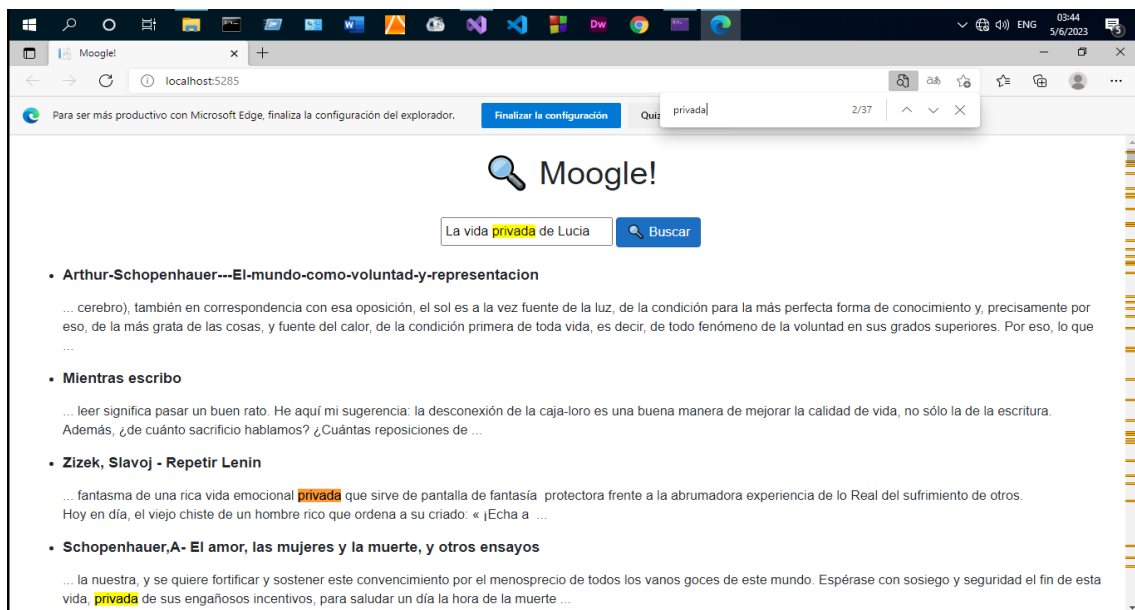 ENG
03:44
5/6/2023
5
Moogle!
localhost:5285
Para ser más productivo con Microsoft Edge, finaliza la configuración del explorador.
Finalizar la configuración
Quiz
privada
2/37
Moogle!
La vida privada de Lucia
Buscar
• Arthur-Schopenhauer---El-mundo-como-voluntad-y-representacion
... cerebro), también en correspondencia con esa oposición, el sol es a la vez fuente de la luz, de la condición para la más perfecta forma de conocimiento y, precisamente por
eso, de la más grata de las cosas, y fuente del calor, de la condición primera de toda vida, es decir, de todo fenómeno de la voluntad en sus grados superiores. Por eso, lo que
...
• Mientras escribo
... leer significa pasar un buen rato. He aquí mi sugerencia: la desconexión de la caja-loro es una buena manera de mejorar la calidad de vida, no sólo la de la escritura.
Además, ¿de cuánto sacrificio hablamos? ¿Cuántas reposiciones de ...
• Zizek, Slavoj - Repetir Lenin
... fantasma de una rica vida emocional privada que sirve de pantalla de fantasía protectora frente a la abrumadora experiencia de lo Real del sufrimiento de otros.
Hoy en día, el viejo chiste de un hombre rico que ordena a su criado: « ¡Echa a ...
• Schopenhauer,A- El amor, las mujeres y la muerte, y otros ensayos
... la nuestra, y se quiere fortificar y sostener este convencimiento por el menosprecio de todos los vanos goces de este mundo. Espérase con sosiego y seguridad el fin de esta
vida, privada de sus engañosos incentivos, para saludar un día la hora de la muerte ...